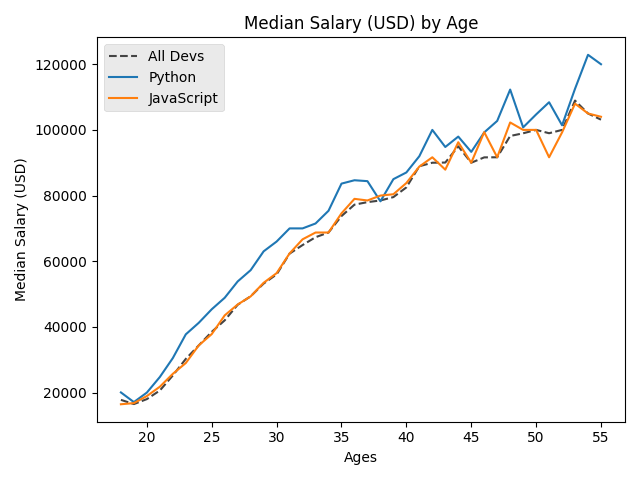 Median Salary (USD) by Age
All Devs
Python
JavaScript
Median Salary (USD)
120000
100000
80000
60000
40000
20000
20 25 30 35 40 45 50 55
Ages